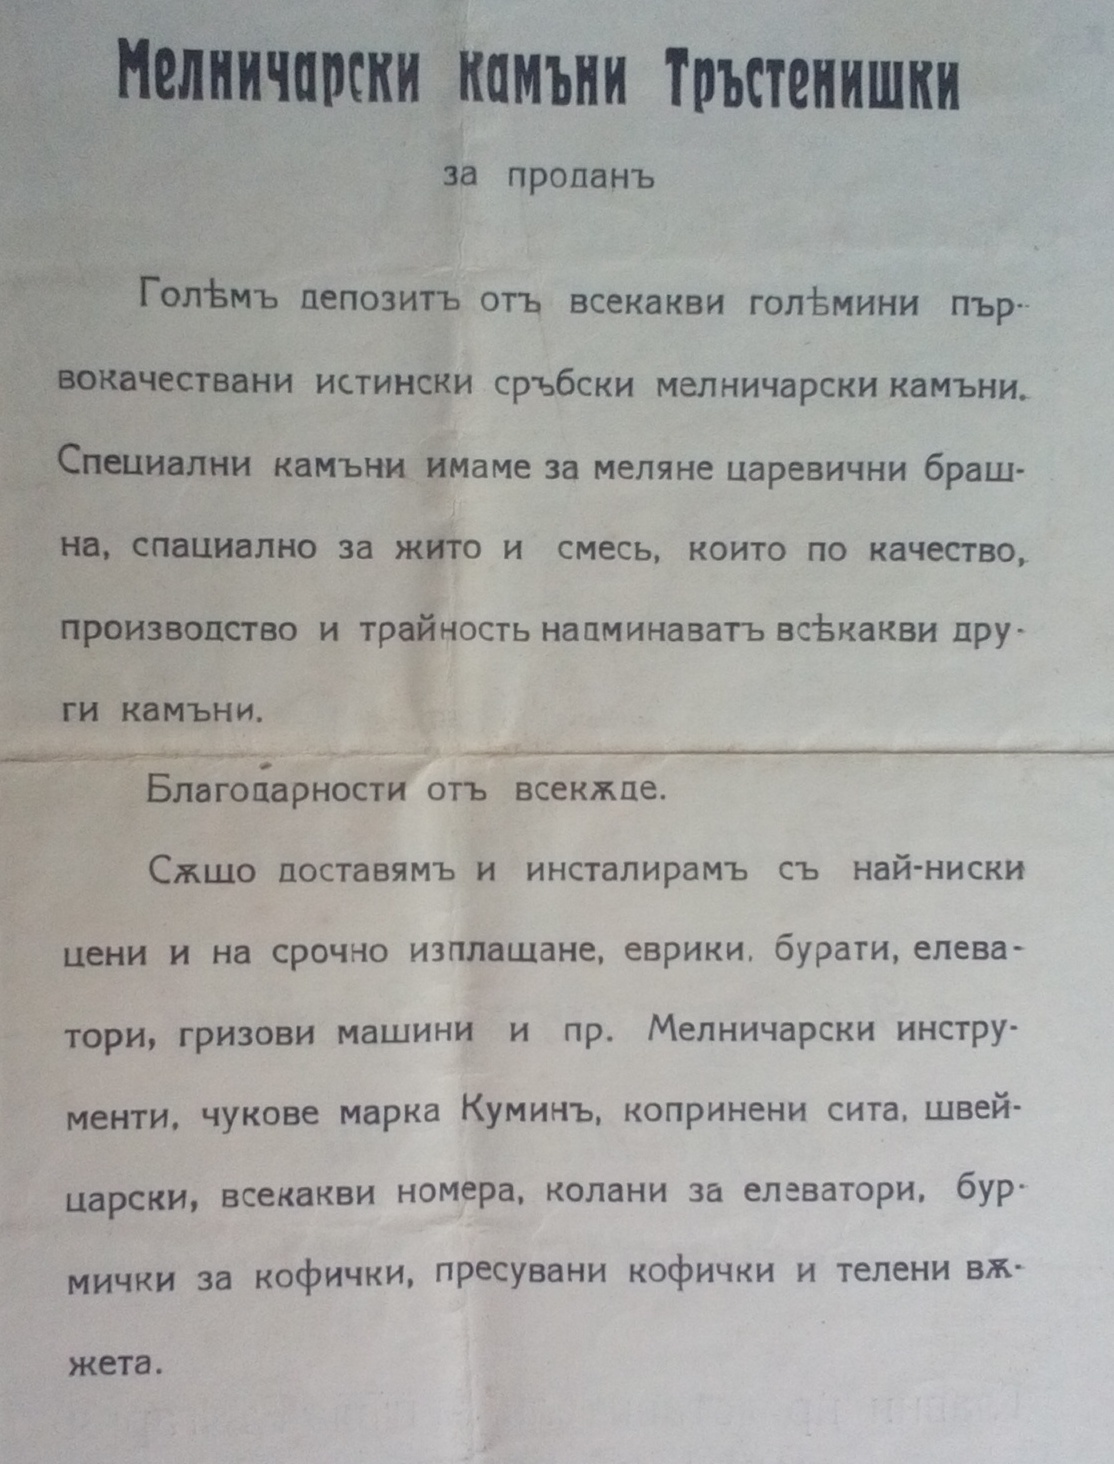 Мелничарски камъни Тръстенишки
за проданъ
Голѣмъ депозитъ отъ всекакви голѣмини пър-
вокачествани истински сръбски мелничарски камъни.
Специални камъни имаме за меляне царевични браш-
на, спациално за жито и смесь, които по качество,
производство и трайность надминаватъ всѣкакви дру-
ги камъни.
Благодарности отъ всекѫде.
Сѫщо доставямъ и инсталирамъ съ най-ниски
цени и на срочно изплащане, еврики, бурати, елева-
тори, гризови машини и пр. Мелничарски инстру-
менти, чукове марка Куминъ, копринени сита, швей-
царски, всекакви номера, колани за елеватори, бур-
мички за кофички, пресувани кофички и телени вѫ-
жета.